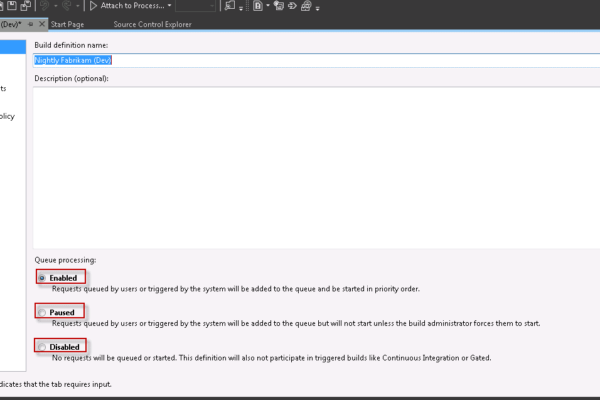 Attach to Process...
(Dev)*
Start Page
Source Control Explorer
Build definition name:
Nightly Fabrikam (Dev)
Description (optional):
ts
olicy
Queue processing:
Enabled
Requests queued by users or triggered by the system will be added to the queue and be started in priority order.
Paused
Requests queued by users or triggered by the system will be added to the queue but will not start unless the build administrator forces them to start.
Disabled
No requests will be queued or started. This definition will also not participate in triggered builds like Continuous Integration or Gated.
dicates that the tab requires input.